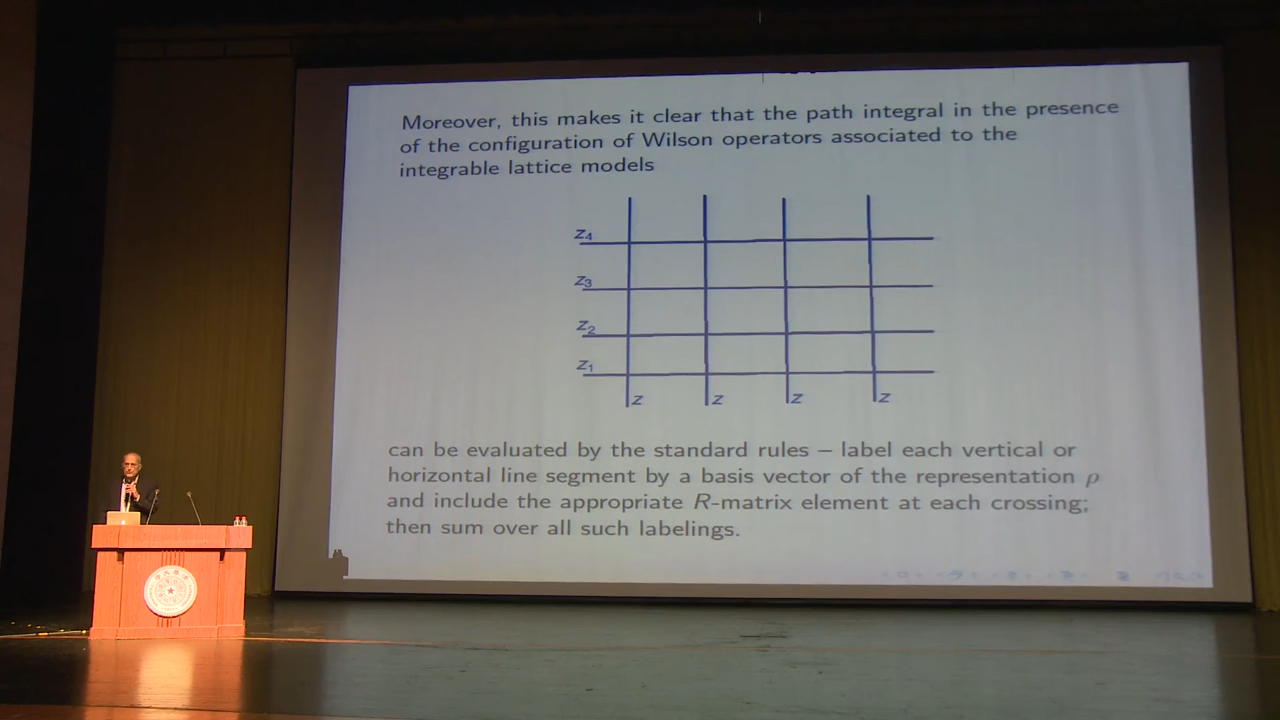 Moreover, this makes it clear that the path integral in the presence
of the configuration of Wilson operators associated to the
integrable lattice models
z4
z3
z2
z1
z z z z
can be evaluated by the standard rules – label each vertical or
horizontal line segment by a basis vector of the representation ρ
and include the appropriate R-matrix element at each crossing;
then sum over all such labelings.